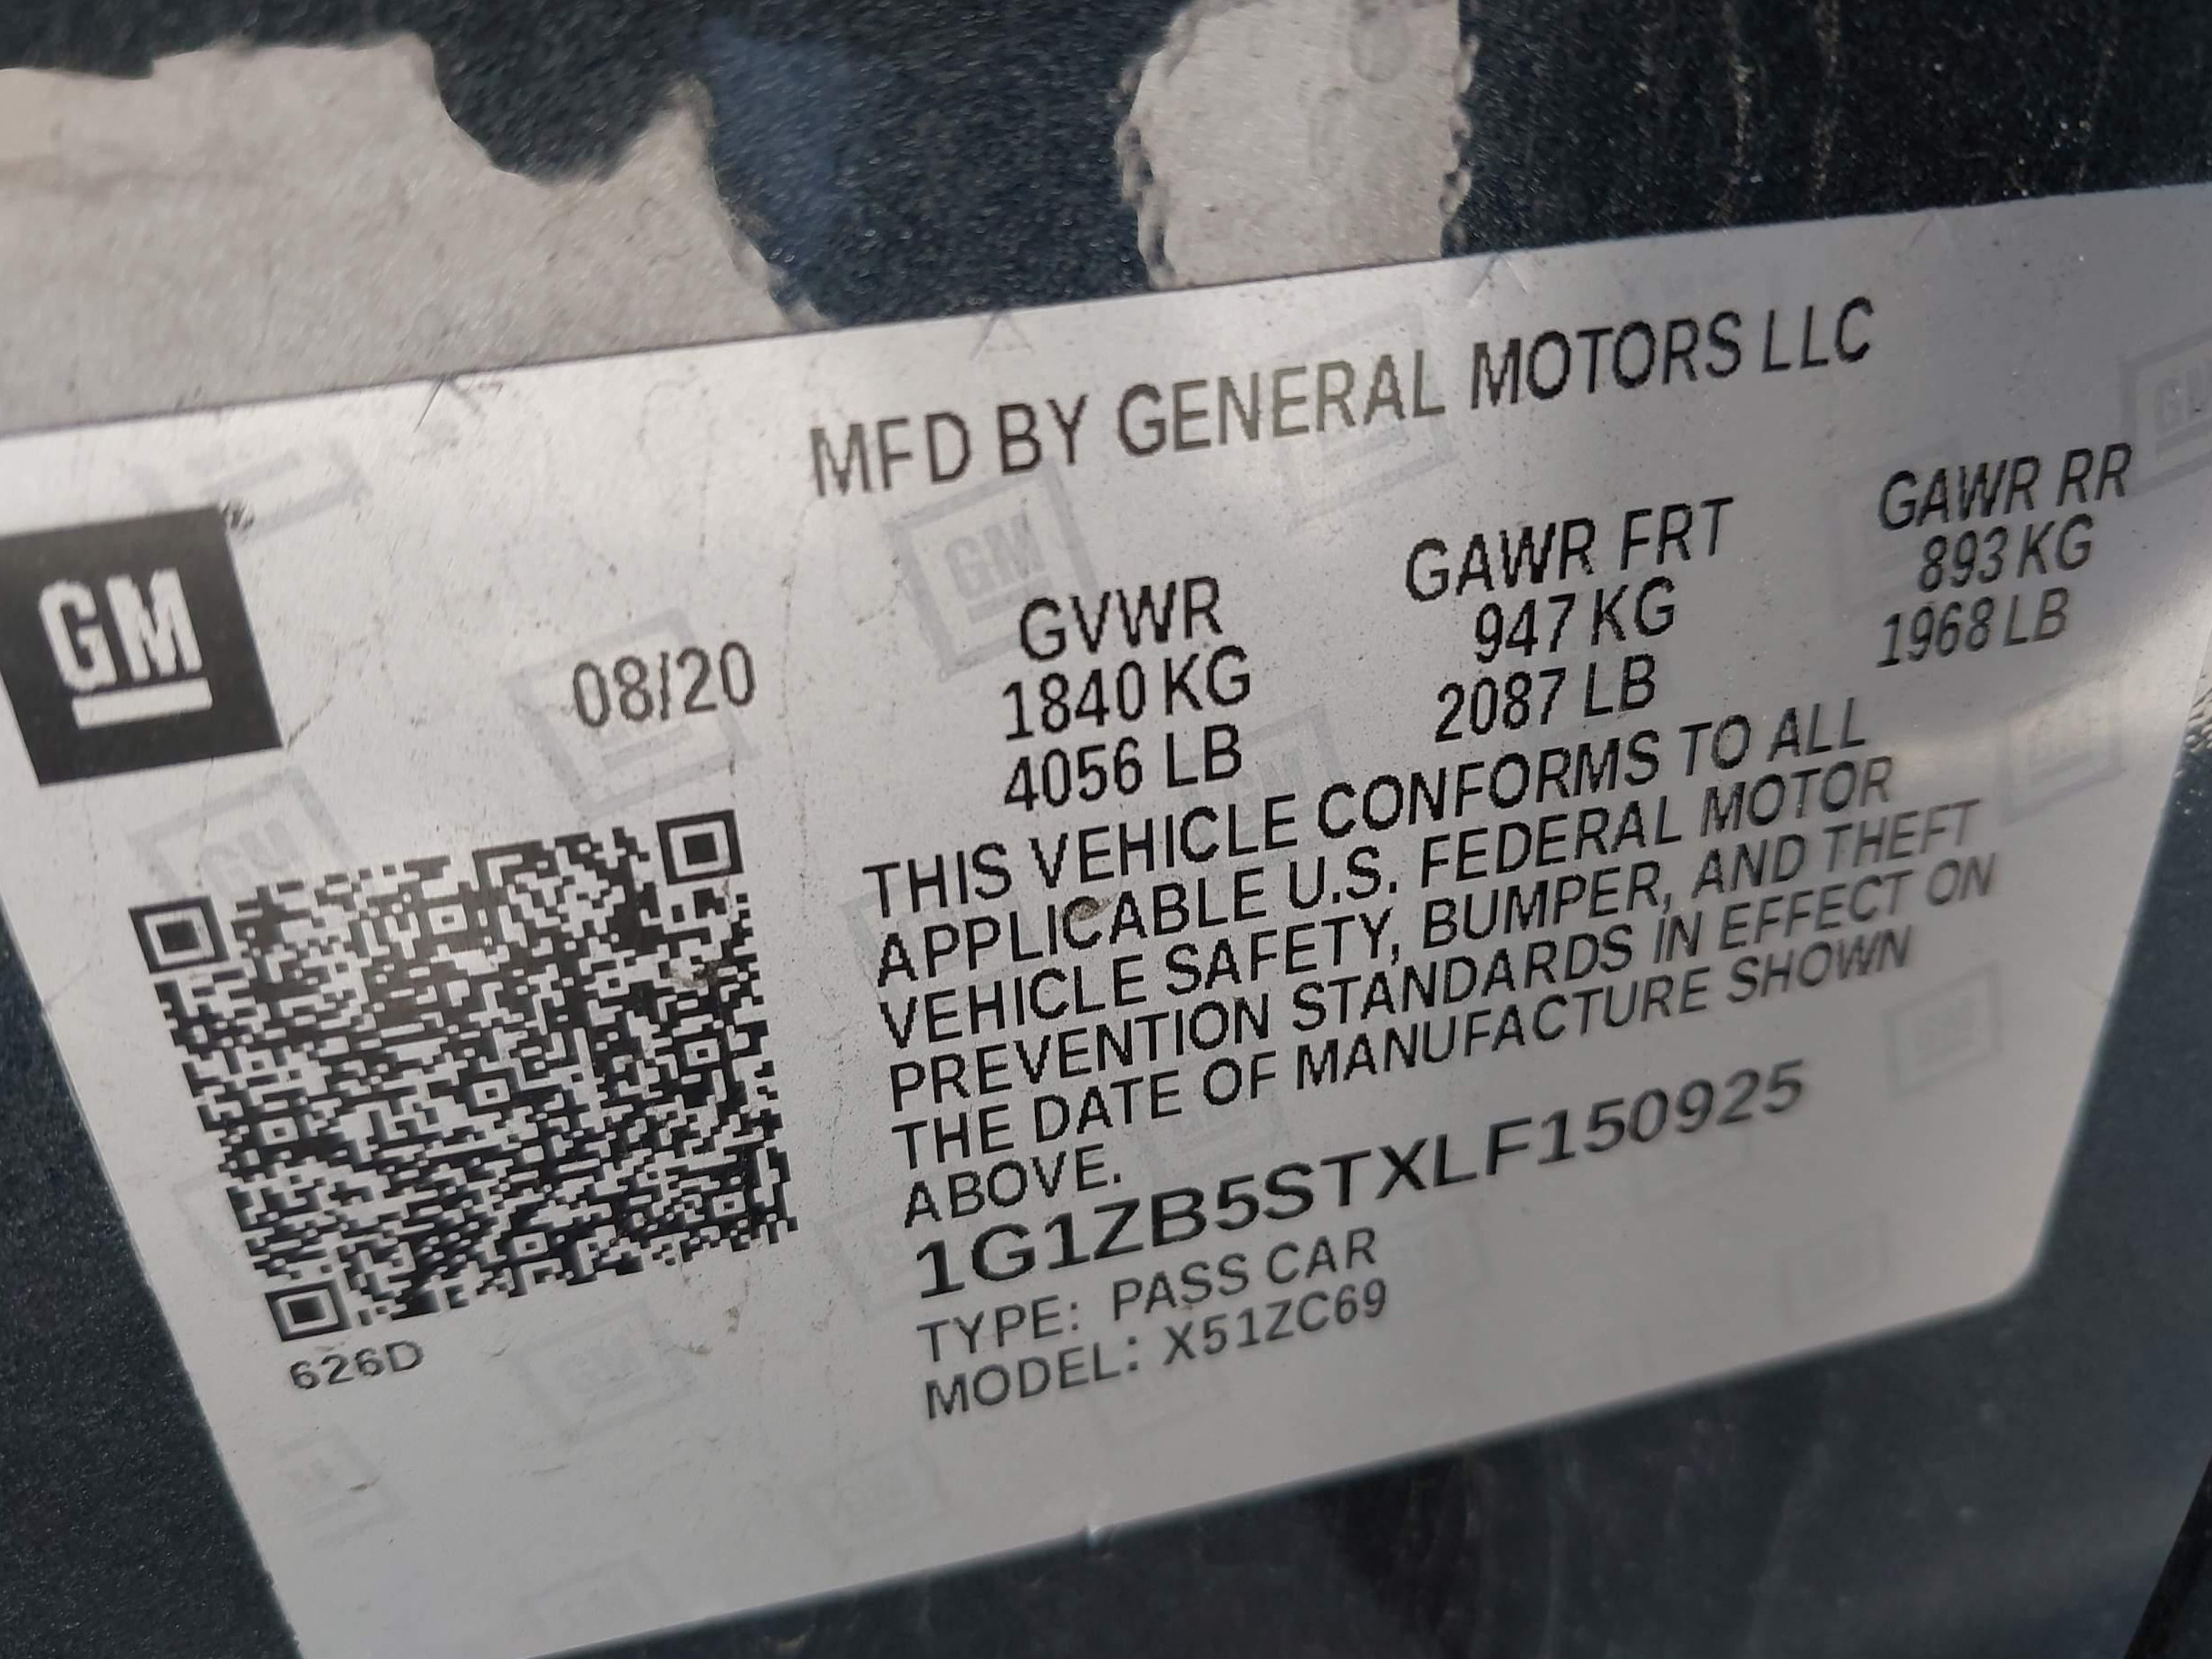 MFD BY GENERAL MOTORS LLC
GM
08/20
GVWR GAWR FRT GAWR RR
1840 KG 947 KG 893 KG
4056 LB 2087 LB 1968 LB
THIS VEHICLE CONFORMS TO ALL
APPLICABLE U.S. FEDERAL MOTOR
VEHICLE SAFETY, BUMPER, AND THEFT
PREVENTION STANDARDS IN EFFECT ON
THE DATE OF MANUFACTURE SHOWN
ABOVE.
1G1ZB5STXLF150925
TYPE: PASS CAR
MODEL: X51ZC69
626D